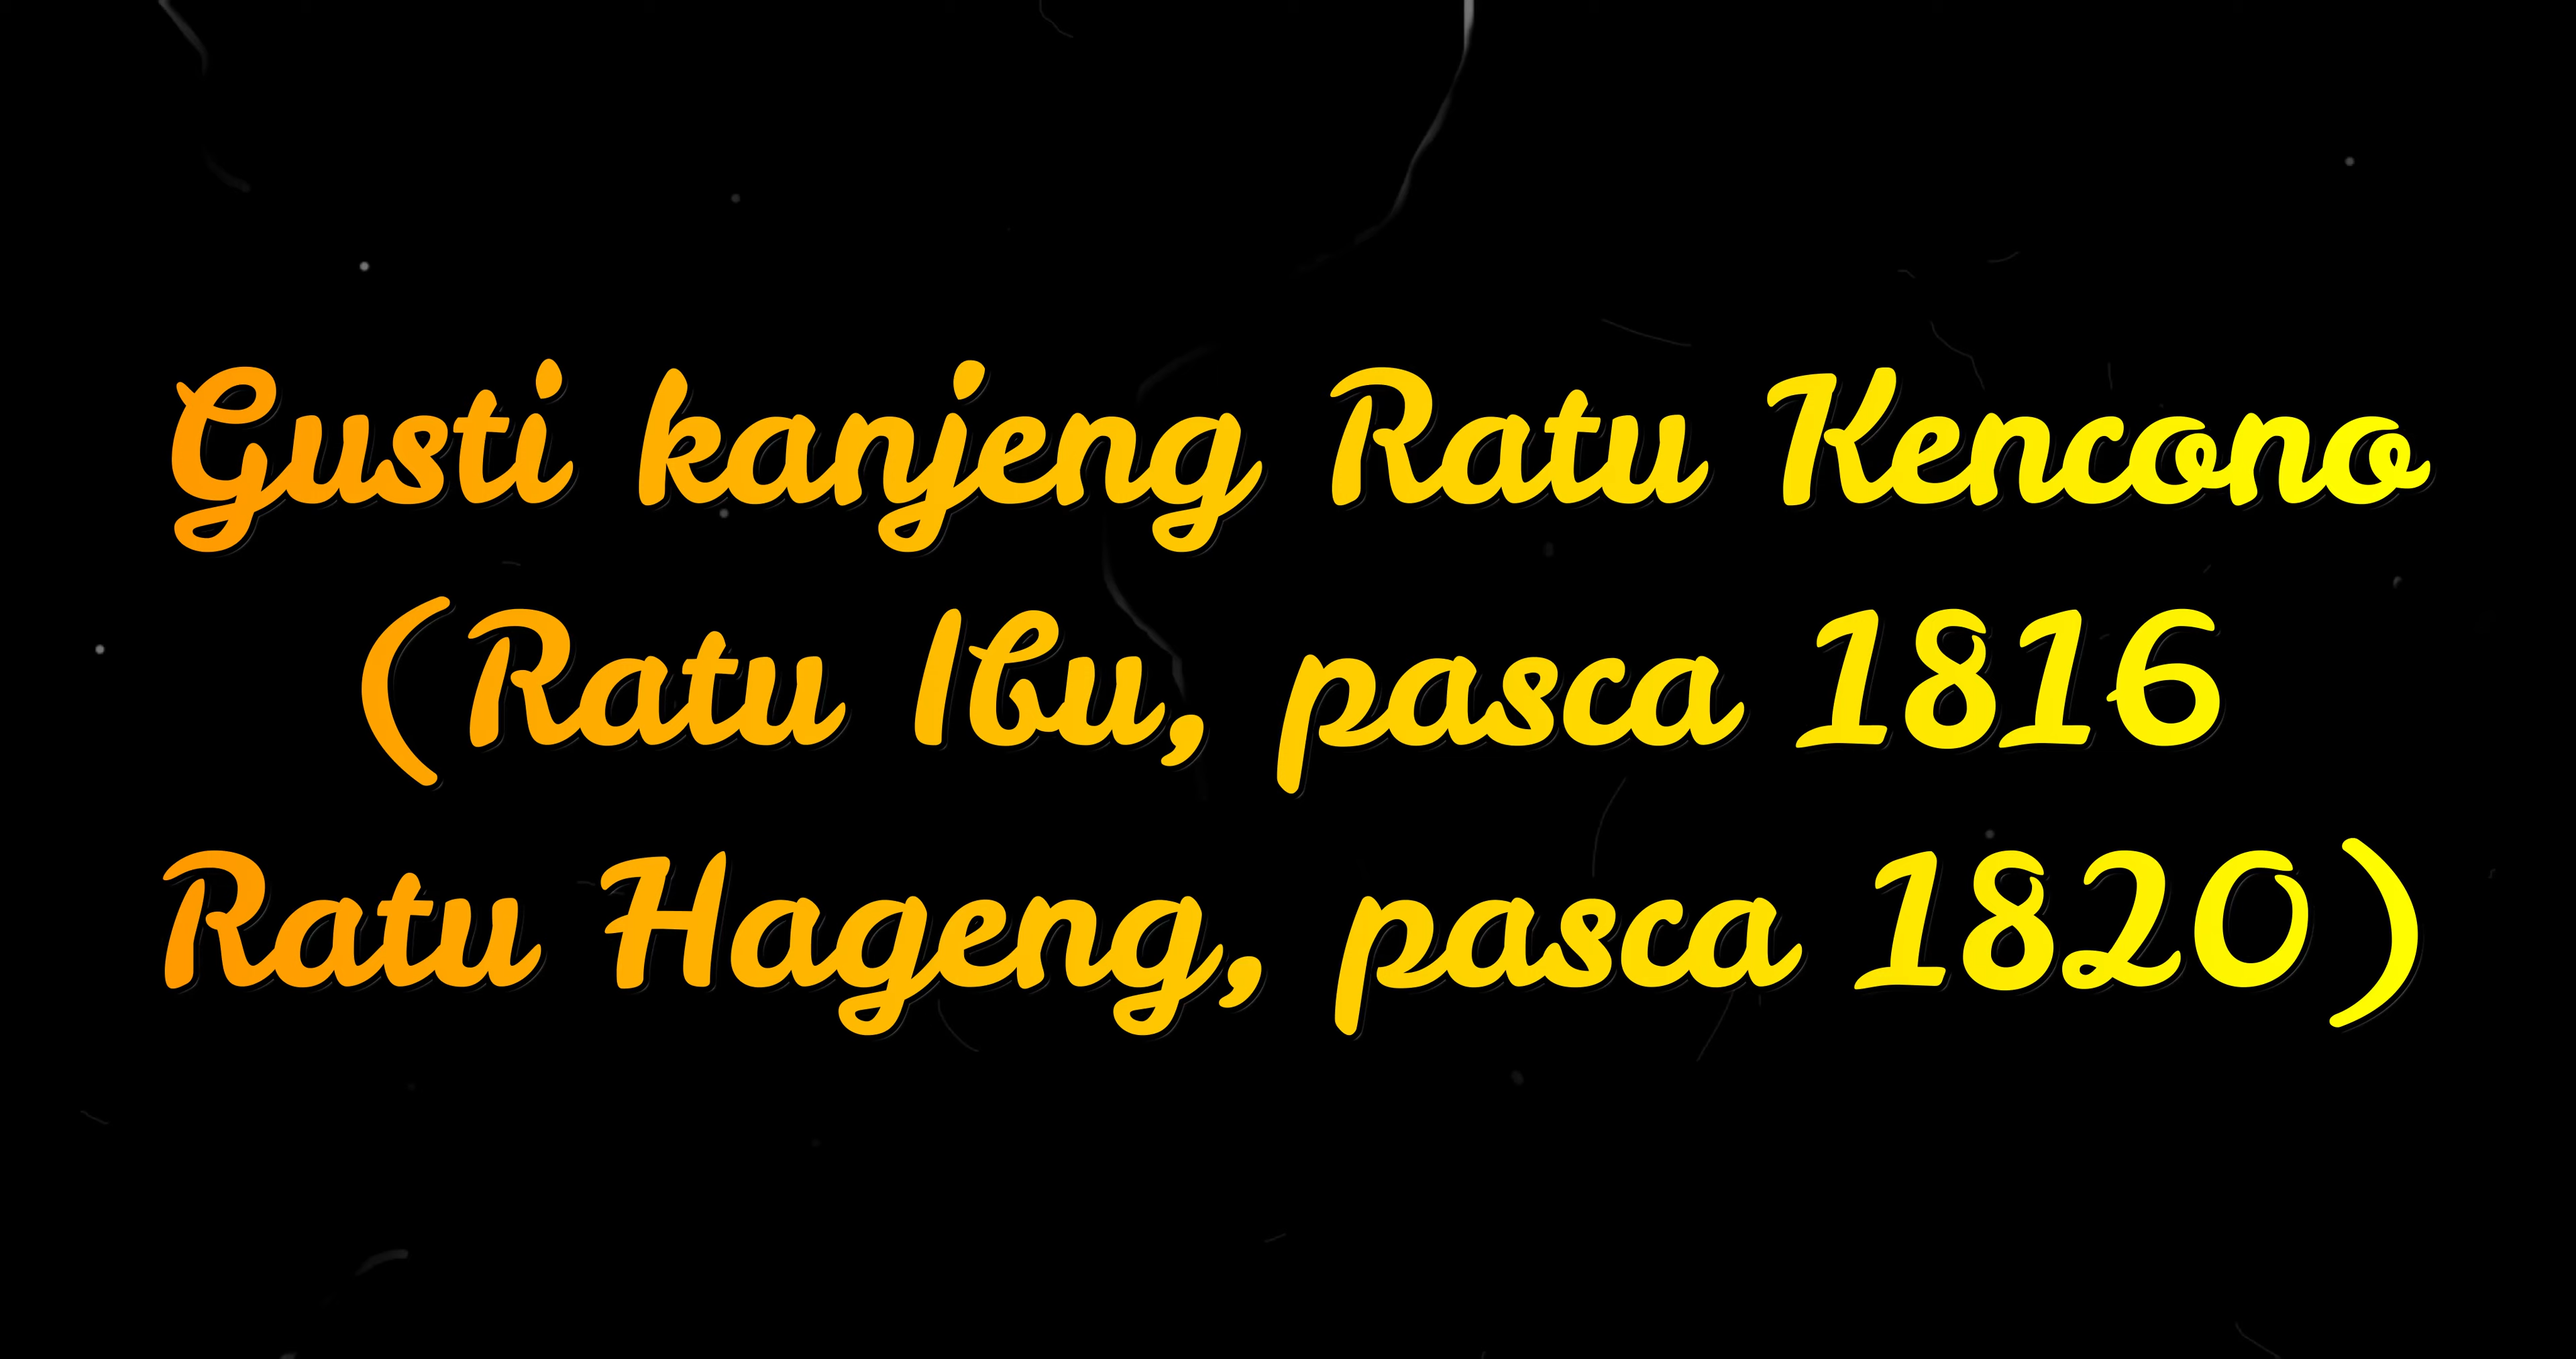 Gusti kanjeng Ratu Kencono
(Ratu Ibu, pasca 1816
Ratu Hageng, pasca 1820)